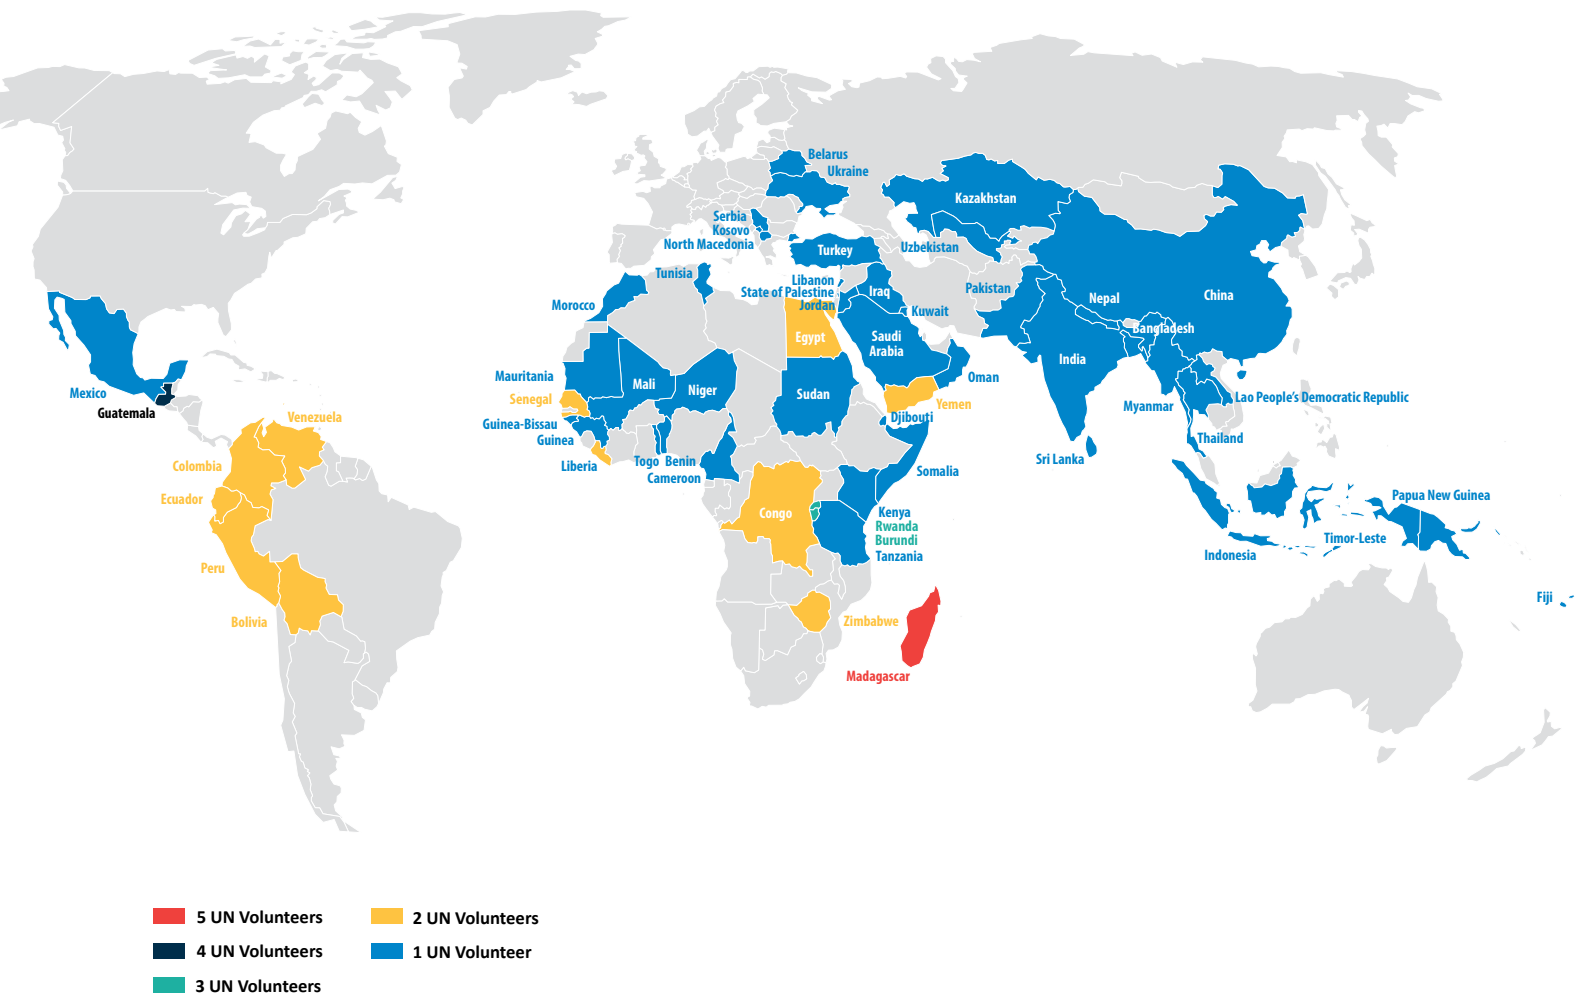 Belarus
Ukraine
Kazakhstan
Serbia
Kosovo
North Macedonia
Turkey
Uzbekistan
Tunisia
Libanon
State of Palestine
Jordan
Iraq
Kuwait
Pakistan
Nepal
China
Morocco
Egypt
Saudi
Arabia
Bangladesh
India
Mauritania
Mali
Niger
Sudan
Oman
Mexico
Guatemala
Senegal
Yemen
Myanmar
Lao People's Democratic Republic
Venezuela
Guinea-Bissau
Guinea
Djibouti
Thailand
Colombia
Liberia
Togo
Benin
Cameroon
Somalia
Sri Lanka
Ecuador
Congo
Kenya
Rwanda
Burundi
Tanzania
Papua New Guinea
Timor-Leste
Indonesia
Peru
Bolivia
Zimbabwe
Fiji
Madagascar
5 UN Volunteers
2 UN Volunteers
4 UN Volunteers
1 UN Volunteer
3 UN Volunteers